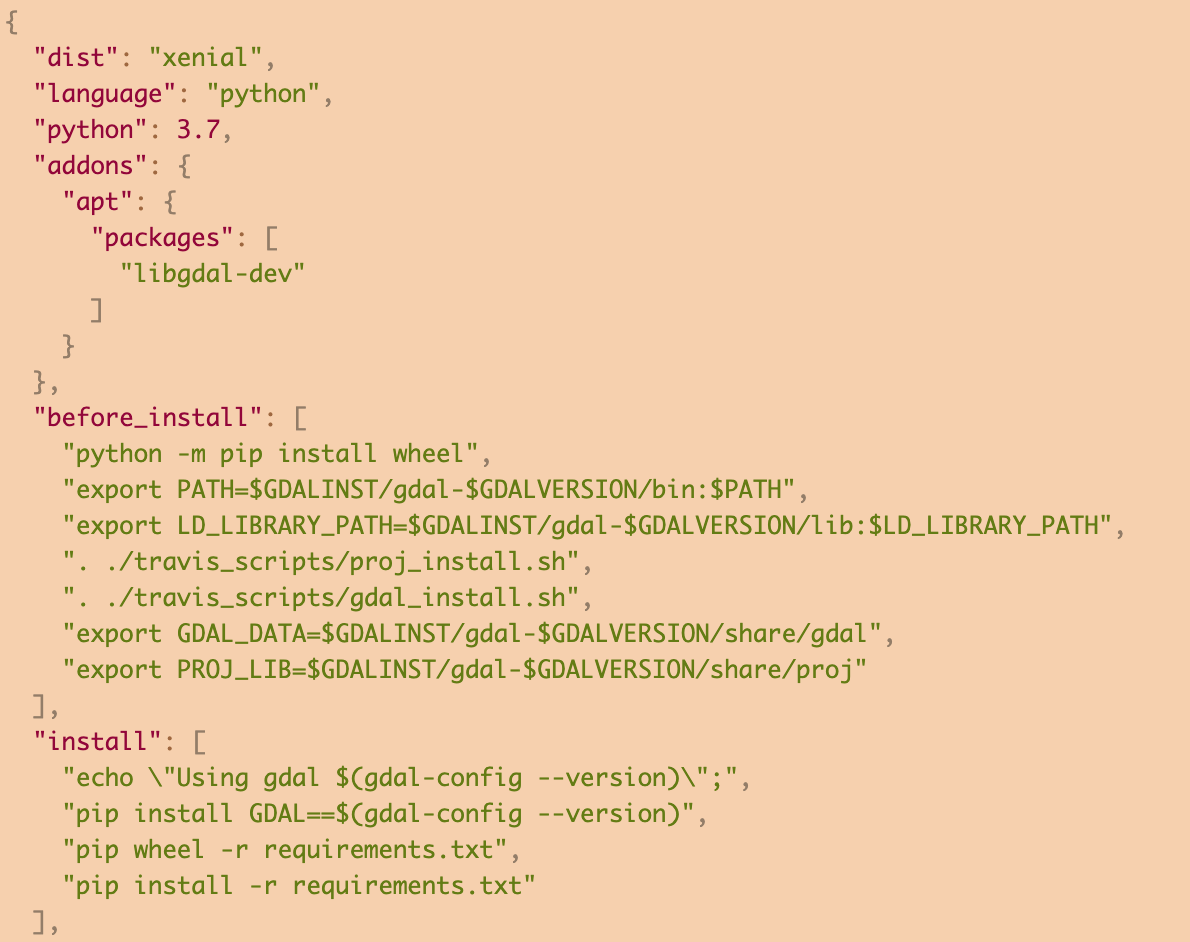 {
  "dist": "xenial",
  "language": "python",
  "python": 3.7,
  "addons": {
    "apt": {
      "packages": [
        "libgdal-dev"
      ]
    }
  },
  "before_install": [
    "python -m pip install wheel",
    "export PATH=$GDALINST/gdal-$GDALVERSION/bin:$PATH",
    "export LD_LIBRARY_PATH=$GDALINST/gdal-$GDALVERSION/lib:$LD_LIBRARY_PATH",
    ". ./travis_scripts/proj_install.sh",
    ". ./travis_scripts/gdal_install.sh",
    "export GDAL_DATA=$GDALINST/gdal-$GDALVERSION/share/gdal",
    "export PROJ_LIB=$GDALINST/gdal-$GDALVERSION/share/proj"
  ],
  "install": [
    "echo \"Using gdal $(gdal-config --version)\";",
    "pip install GDAL==$(gdal-config --version)",
    "pip wheel -r requirements.txt",
    "pip install -r requirements.txt"
  ],